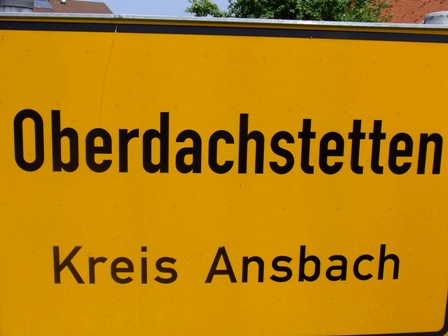 Oberdachstetten
Kreis Ansbach